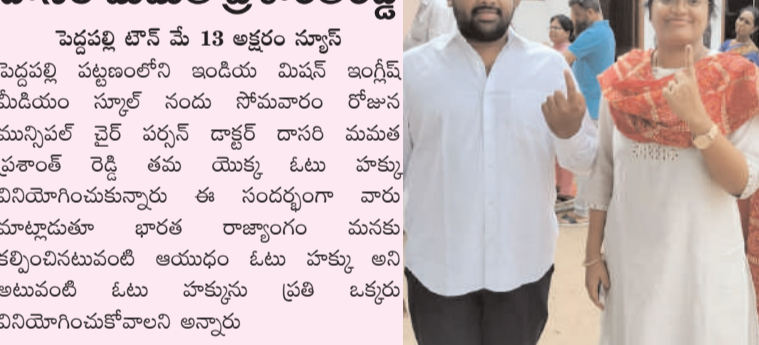 పెద్దపల్లి టౌన్ మే 13 అక్షరం న్యూస్
పెద్దపల్లి పట్టణంలోని ఇండియ మిషన్ ఇంగ్లీష్
మీడియం స్కూల్ నందు సోమవారం రోజున
మున్సిపల్ చైర్ పర్సన్ డాక్టర్ దాసరి మమత
ప్రశాంత్ రెడ్డి తమ యొక్క ఓటు హక్కు
వినియోగించుకున్నారు ఈ సందర్భంగా వారు
మాట్లాడుతూ భారత రాజ్యాంగం మనకు
కల్పించినటువంటి ఆయుధం ఓటు హక్కు అని
అటువంటి ఓటు హక్కును ప్రతి ఒక్కరు
వినియోగించుకోవాలని అన్నారు